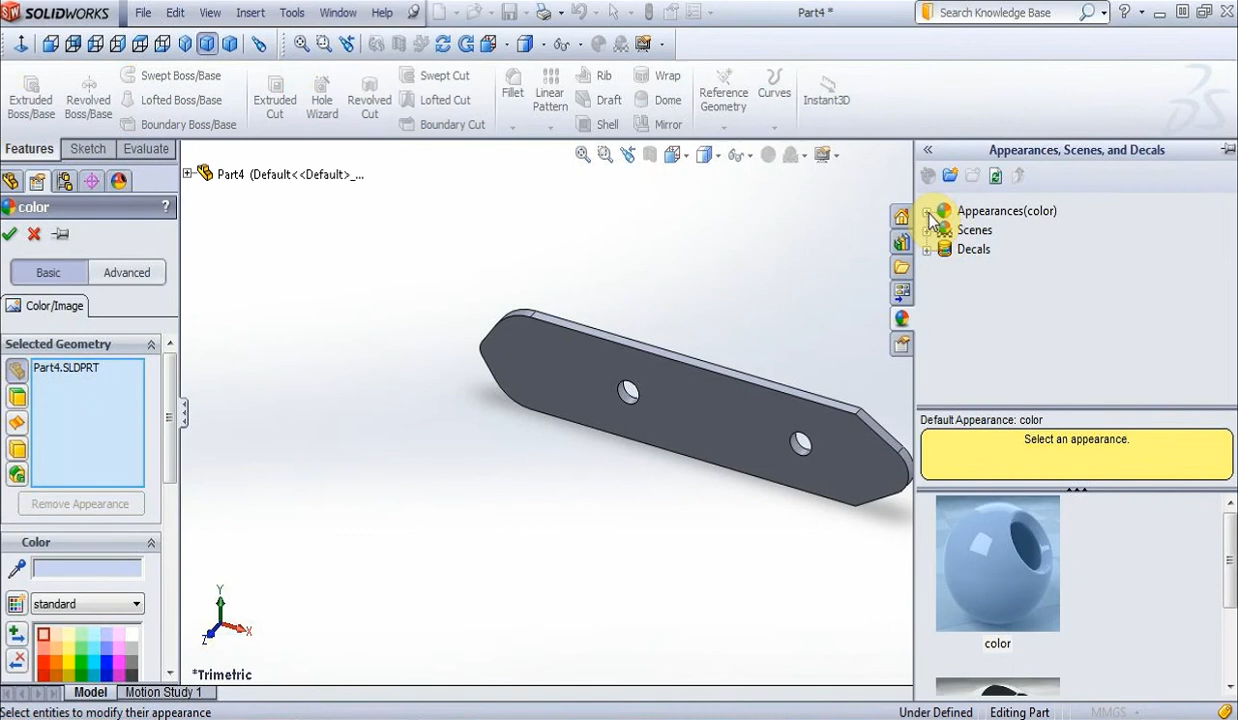 SOLIDWORKS File Edit View Insert Tools Window Help Part4 * Search Knowledge Base ?
Extruded Boss/Base
Revolved Boss/Base
Swept Boss/Base
Lofted Boss/Base
Boundary Boss/Base
Extruded Cut
Hole Wizard
Revolved Cut
Swept Cut
Lofted Cut
Boundary Cut
Fillet
Linear Pattern
Rib
Draft
Shell
Wrap
Dome
Mirror
Reference Geometry
Curves
Instant3D
Features Sketch Evaluate
Part4 (Default<<Default>_...
color ?
Basic Advanced
Color/Image
Selected Geometry
Part4.SLDPRT
Remove Appearance
Color
standard
Y
X
Z
*Trimetric
Appearances, Scenes, and Decals
Appearances(color)
Scenes
Decals
Default Appearance: color
Select an appearance.
color
Model Motion Study 1
Select entities to modify their appearance Under Defined Editing Part MMGS